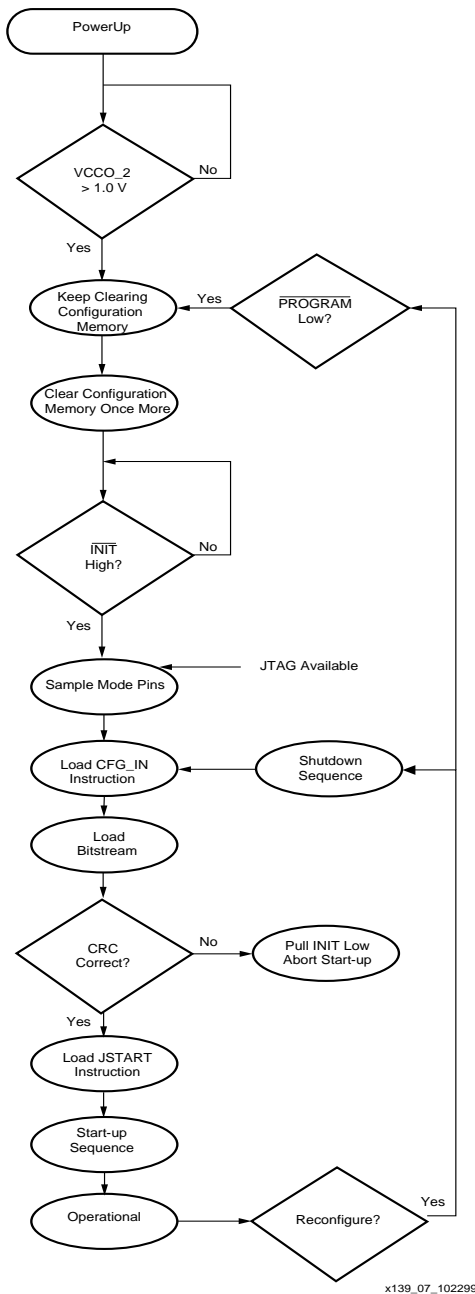 PowerUp
VCCO_2
> 1.0 V
No
Yes
Keep Clearing
Configuration
Memory
Yes
PROGRAM
Low?
Clear Configuration
Memory Once More
INIT
High?
No
Yes
JTAG Available
Sample Mode Pins
Load CFG_IN
Instruction
Shutdown
Sequence
Load
Bitstream
CRC
Correct?
No
Pull INIT Low
Abort Start-up
Yes
Load JSTART
Instruction
Start-up
Sequence
Operational
Reconfigure?
Yes
x139_07_102299